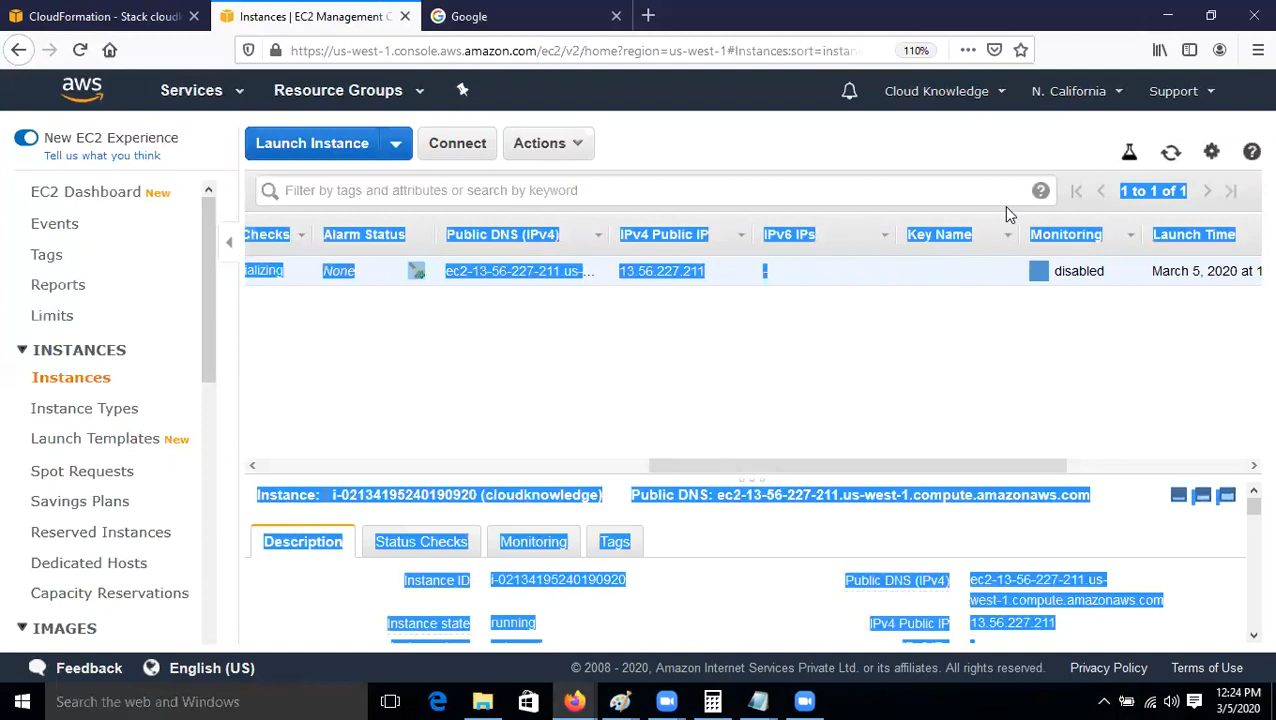 CloudFormation - Stack cloudk
Instances | EC2 Management C
Google
https://us-west-1.console.aws.amazon.com/ec2/v2/home?region=us-west-1#Instances:sort=instan
110%
aws
Services
Resource Groups
Cloud Knowledge
N. California
Support
New EC2 Experience
Tell us what you think
EC2 Dashboard New
Events
Tags
Reports
Limits
INSTANCES
Instances
Instance Types
Launch Templates New
Spot Requests
Savings Plans
Reserved Instances
Dedicated Hosts
Capacity Reservations
IMAGES
Launch Instance
Connect
Actions
Filter by tags and attributes or search by keyword
1 to 1 of 1
Checks
Alarm Status
Public DNS (IPv4)
IPv4 Public IP
IPv6 IPs
Key Name
Monitoring
Launch Time
alizing
None
ec2-13-56-227-211.us-...
13.56.227.211
-
disabled
March 5, 2020 at 1
Instance: i-02134195240190920 (cloudknowledge)
Public DNS: ec2-13-56-227-211.us-west-1.compute.amazonaws.com
Description
Status Checks
Monitoring
Tags
Instance ID
i-02134195240190920
Public DNS (IPv4)
ec2-13-56-227-211.us-
west-1.compute.amazonaws.com
Instance state
running
IPv4 Public IP
13.56.227.211
Feedback
English (US)
© 2008 - 2020, Amazon Internet Services Private Ltd. or its affiliates. All rights reserved.
Privacy Policy
Terms of Use
Search the web and Windows
12:24 PM
3/5/2020